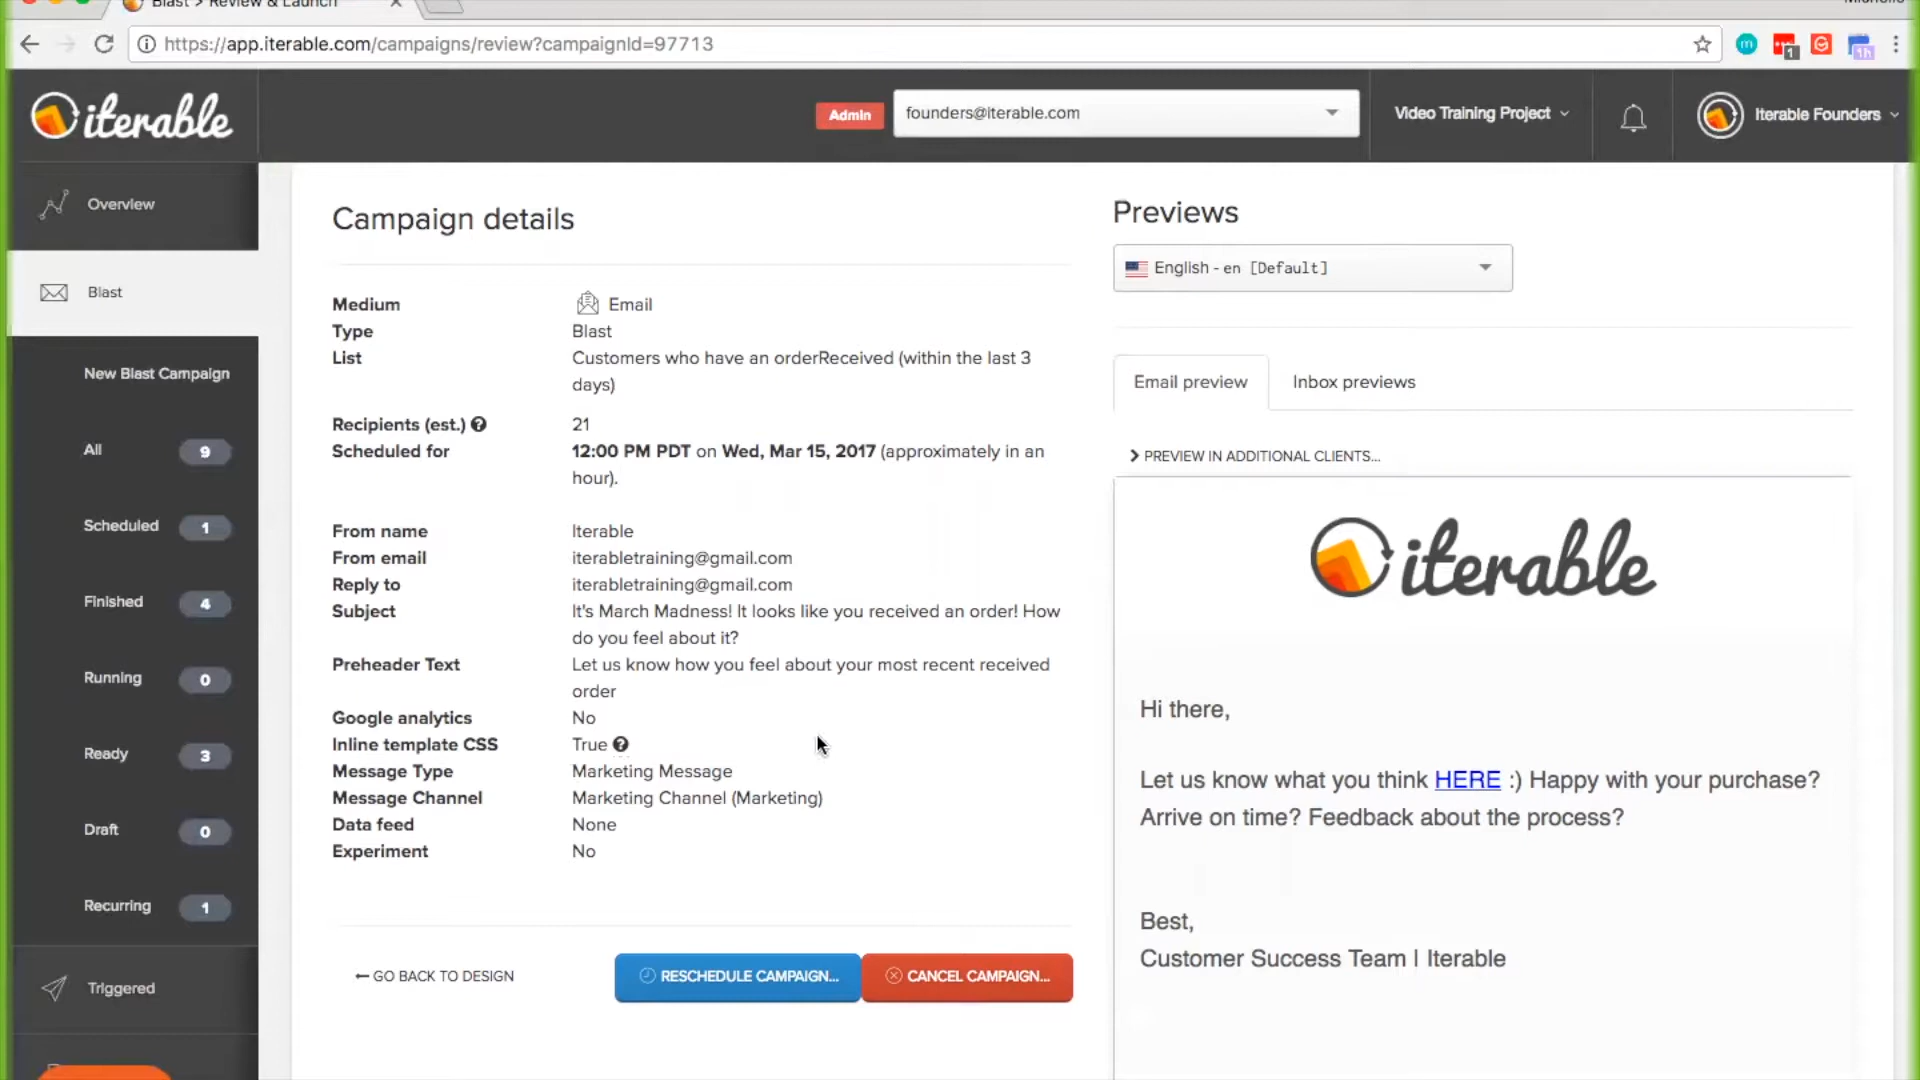 Blast > Review & Launch
https://app.iterable.com/campaigns/review?campaignId=97713
m
1
1h
iterable
Admin
founders@iterable.com
Video Training Project
Iterable Founders
Overview
Blast
New Blast Campaign
All 9
Scheduled 1
Finished 4
Running 0
Ready 3
Draft 0
Recurring 1
Triggered
Campaign details
Medium Email
Type Blast
List Customers who have an orderReceived (within the last 3
days)
Recipients (est.) ? 21
Scheduled for 12:00 PM PDT on Wed, Mar 15, 2017 (approximately in an
hour).
From name Iterable
From email iterabletraining@gmail.com
Reply to iterabletraining@gmail.com
Subject It's March Madness! It looks like you received an order! How
do you feel about it?
Preheader Text Let us know how you feel about your most recent received
order
Google analytics No
Inline template CSS True ?
Message Type Marketing Message
Message Channel Marketing Channel (Marketing)
Data feed None
Experiment No
GO BACK TO DESIGN
RESCHEDULE CAMPAIGN...
CANCEL CAMPAIGN...
Previews
English - en [Default]
Email preview
Inbox previews
PREVIEW IN ADDITIONAL CLIENTS...
iterable
Hi there,
Let us know what you think HERE :) Happy with your purchase?
Arrive on time? Feedback about the process?
Best,
Customer Success Team | Iterable